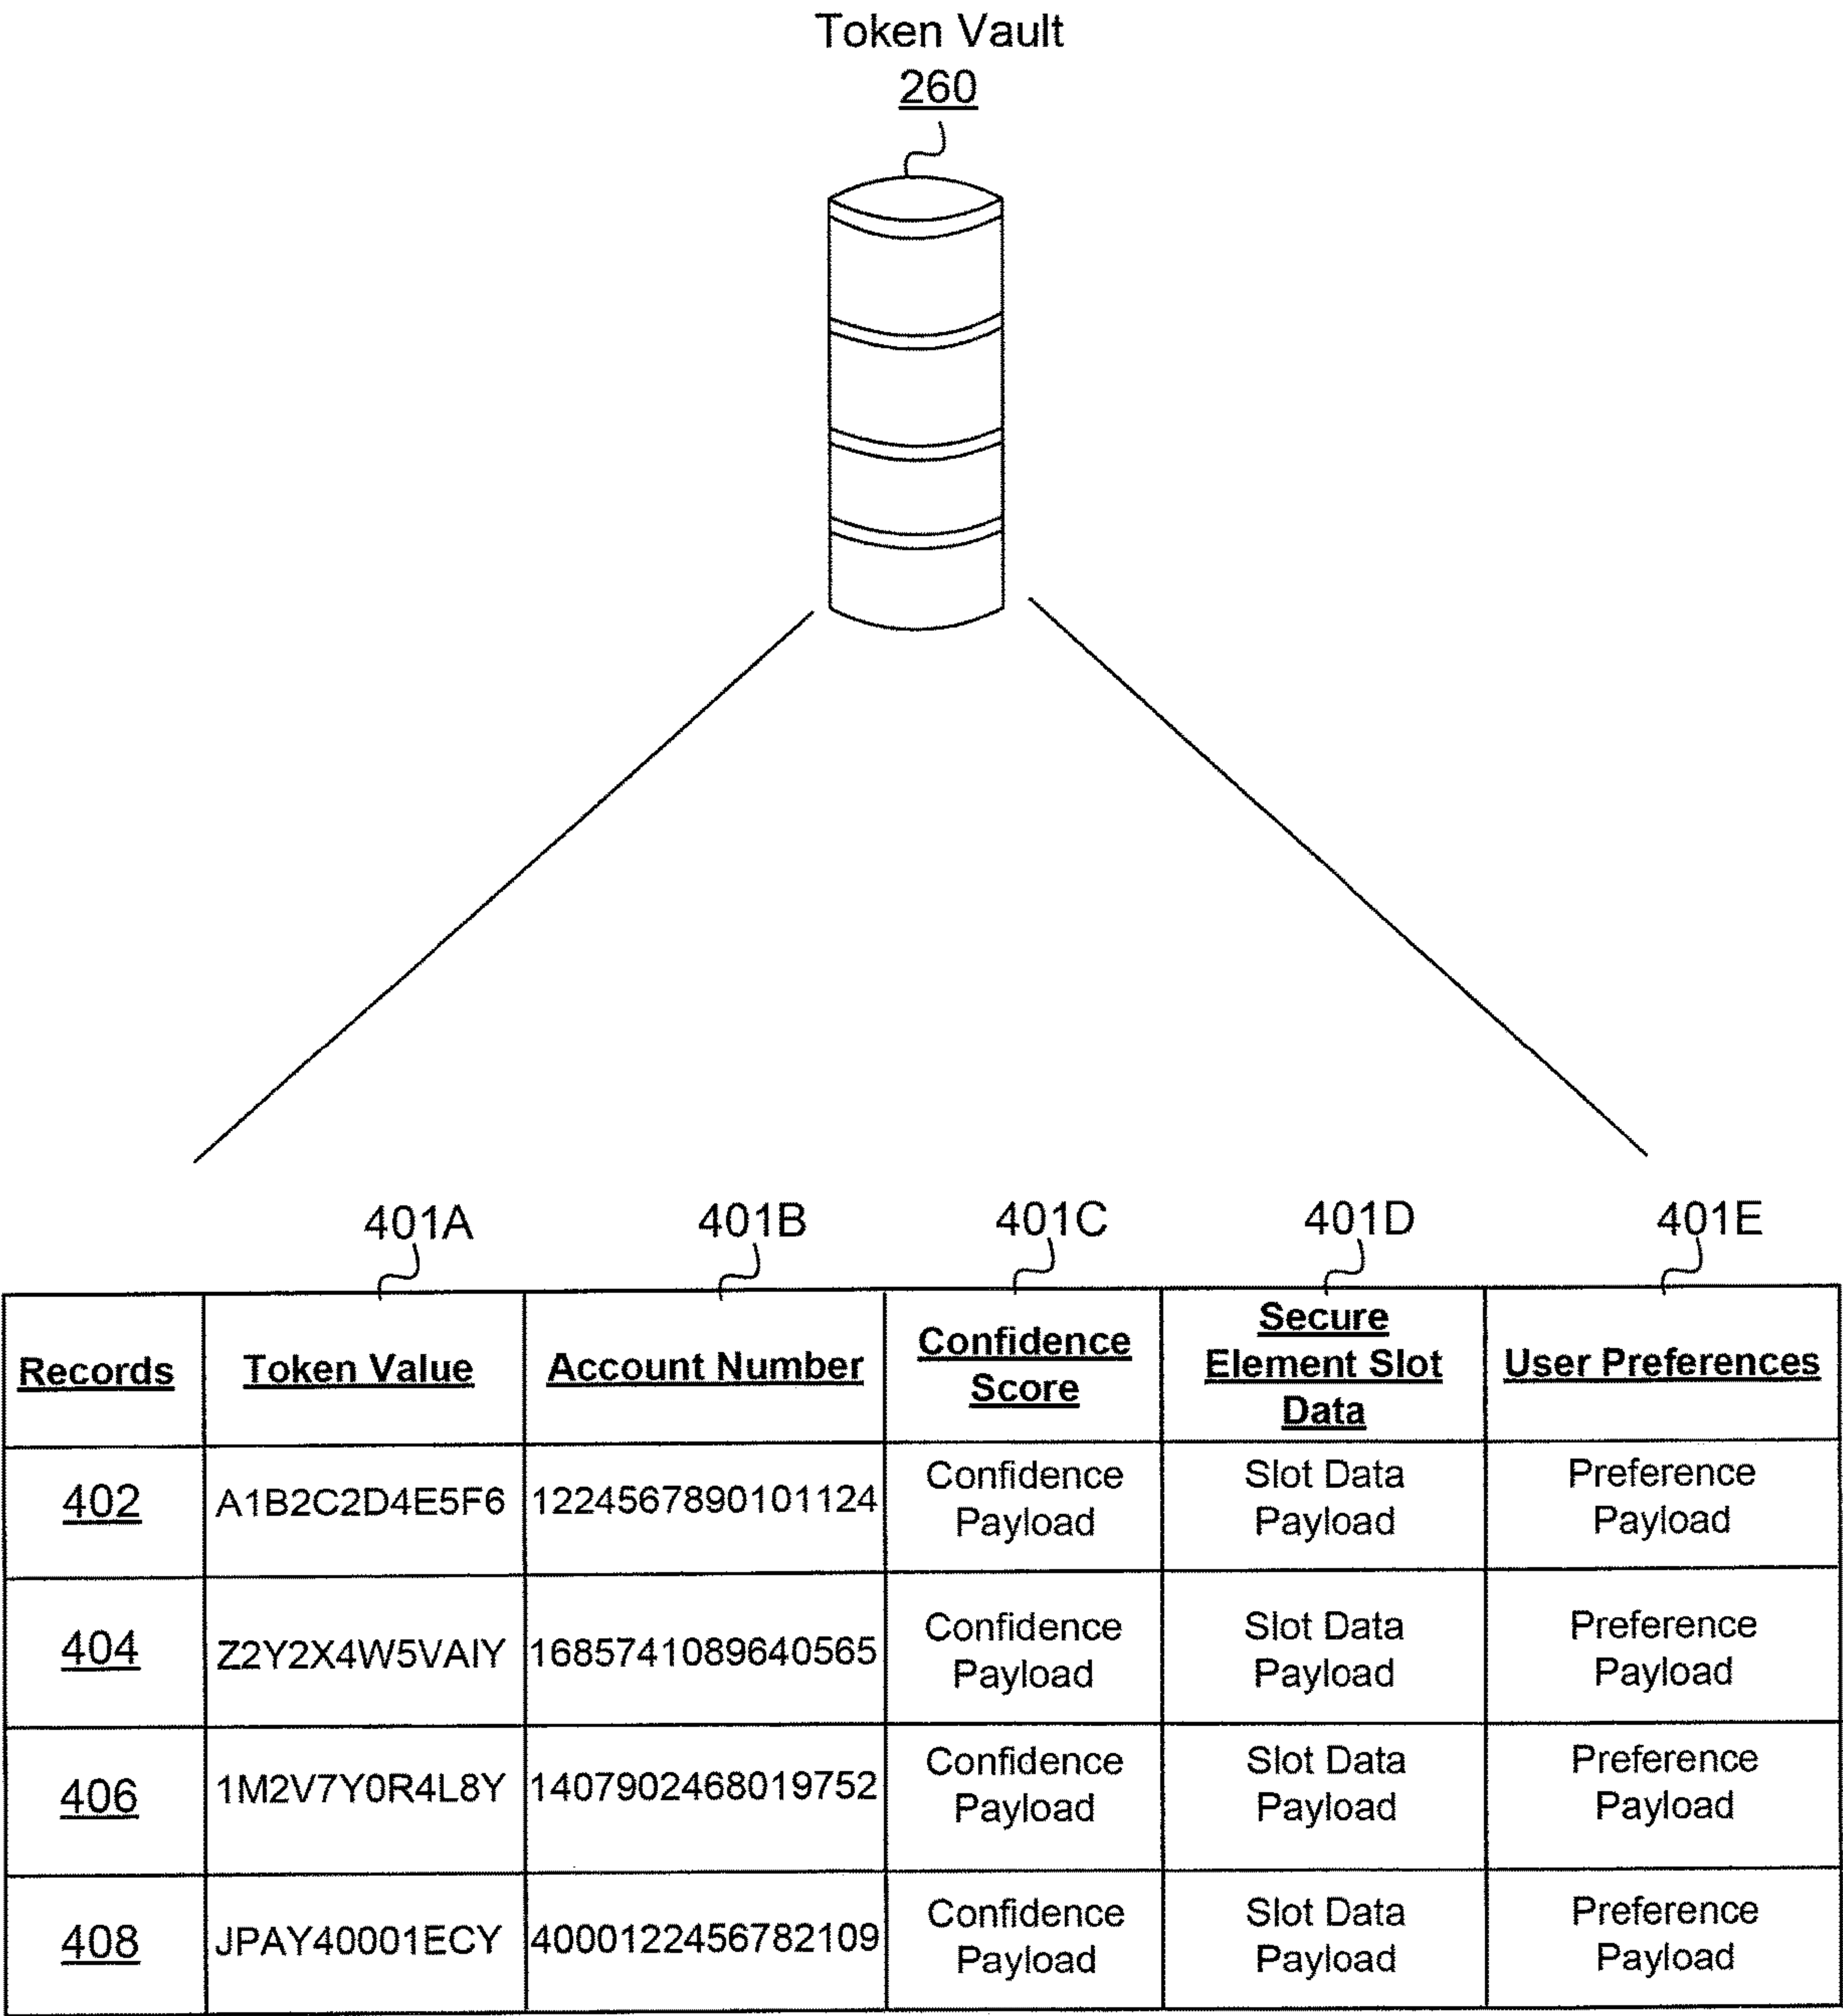 Token Vault
260
401A 401B 401C 401D 401E
Records Token Value Account Number Confidence Score Secure Element Slot Data User Preferences
402 A1B2C2D4E5F6 1224567890101124 Confidence Payload Slot Data Payload Preference Payload
404 Z2Y2X4W5VAIY 1685741089640565 Confidence Payload Slot Data Payload Preference Payload
406 1M2V7Y0R4L8Y 1407902468019752 Confidence Payload Slot Data Payload Preference Payload
408 JPAY40001ECY 4000122456782109 Confidence Payload Slot Data Payload Preference Payload